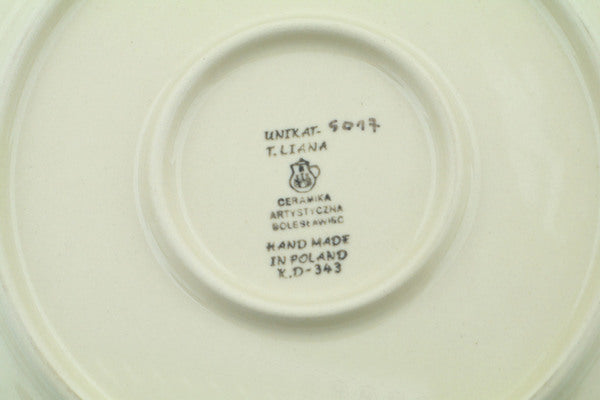 UNIKAT- 5017
T. LIANA
CERAMIKA
ARTYSTYCZNA
BOLESŁAWIEC
HAND MADE
IN POLAND
K.D-343